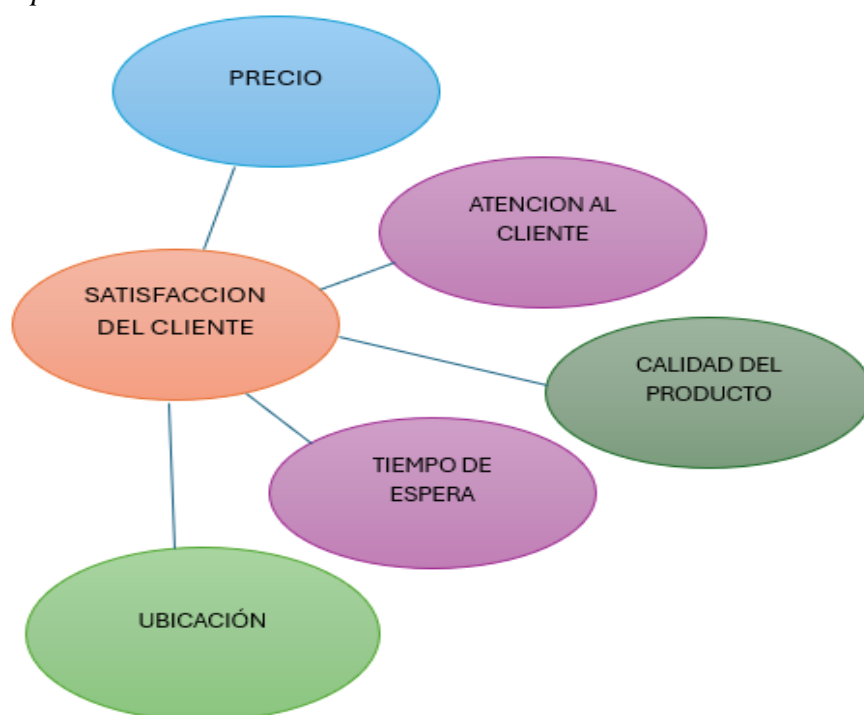 PRECIO
ATENCION AL
CLIENTE
SATISFACCION
DEL CLIENTE
CALIDAD DEL
PRODUCTO
TIEMPO DE
ESPERA
UBICACIÓN